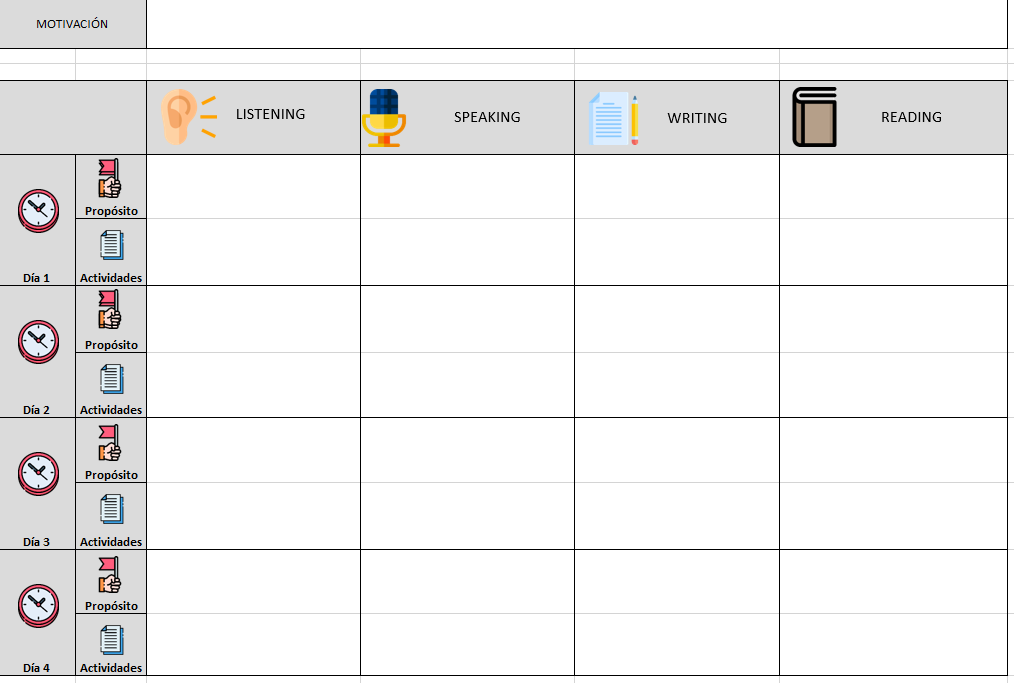 MOTIVACIÓN
LISTENING
SPEAKING
WRITING
READING
Propósito
Día 1
Actividades
Propósito
Día 2
Actividades
Propósito
Día 3
Actividades
Propósito
Día 4
Actividades